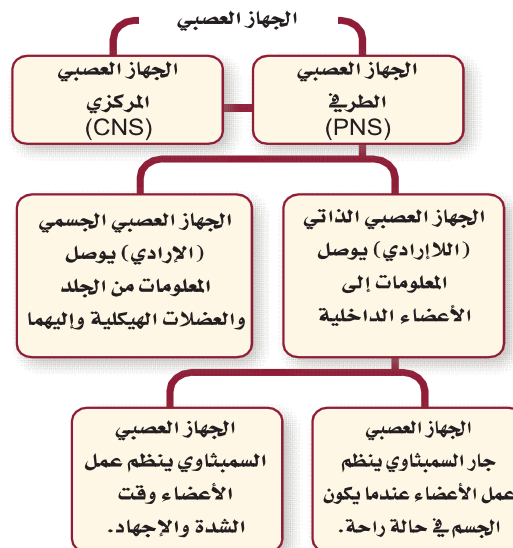 الجهاز العصبي
الجهاز العصبي
الطرفي
(PNS)
الجهاز العصبي
المركزي
(CNS)
الجهاز العصبي الذاتي
(اللاإرادي) يوصل
المعلومات إلى
الأعضاء الداخلية
الجهاز العصبي الجسمي
(الإرادي) يوصل
المعلومات من الجلد
والعضلات الهيكلية وإليهما
الجهاز العصبي
جار السمبثاوي ينظم
عمل الأعضاء عندما يكون
الجسم في حالة راحة.
الجهاز العصبي
السمبثاوي ينظم عمل
الأعضاء وقت
الشدة والإجهاد.